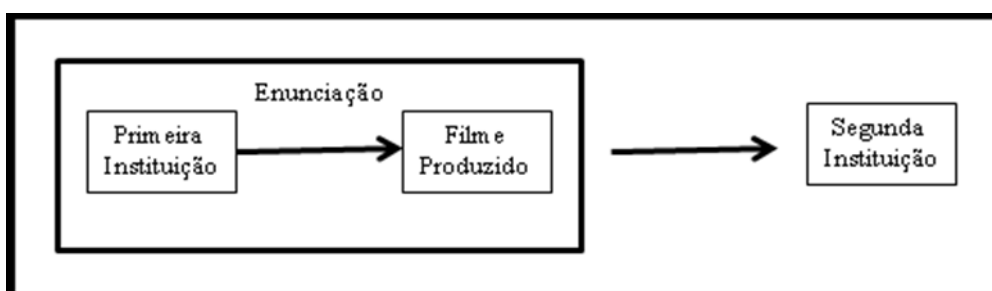 Enunciação
Primeira
Instituição
Filme
Produzido
Segunda
Instituição